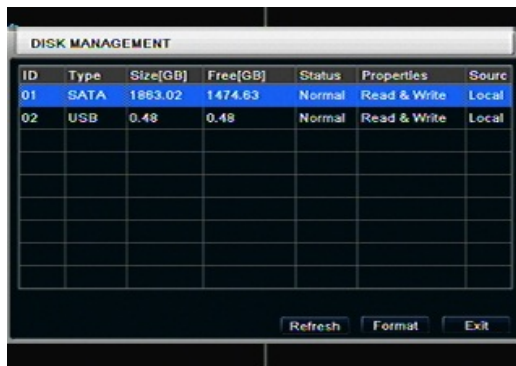 DISK MANAGEMENT
ID Type Size[GB] Free[GB] Status Properties Sourc
01 SATA 1863.02 1474.63 Normal Read & Write Local
02 USB 0.48 0.48 Normal Read & Write Local
Refresh Format Exit